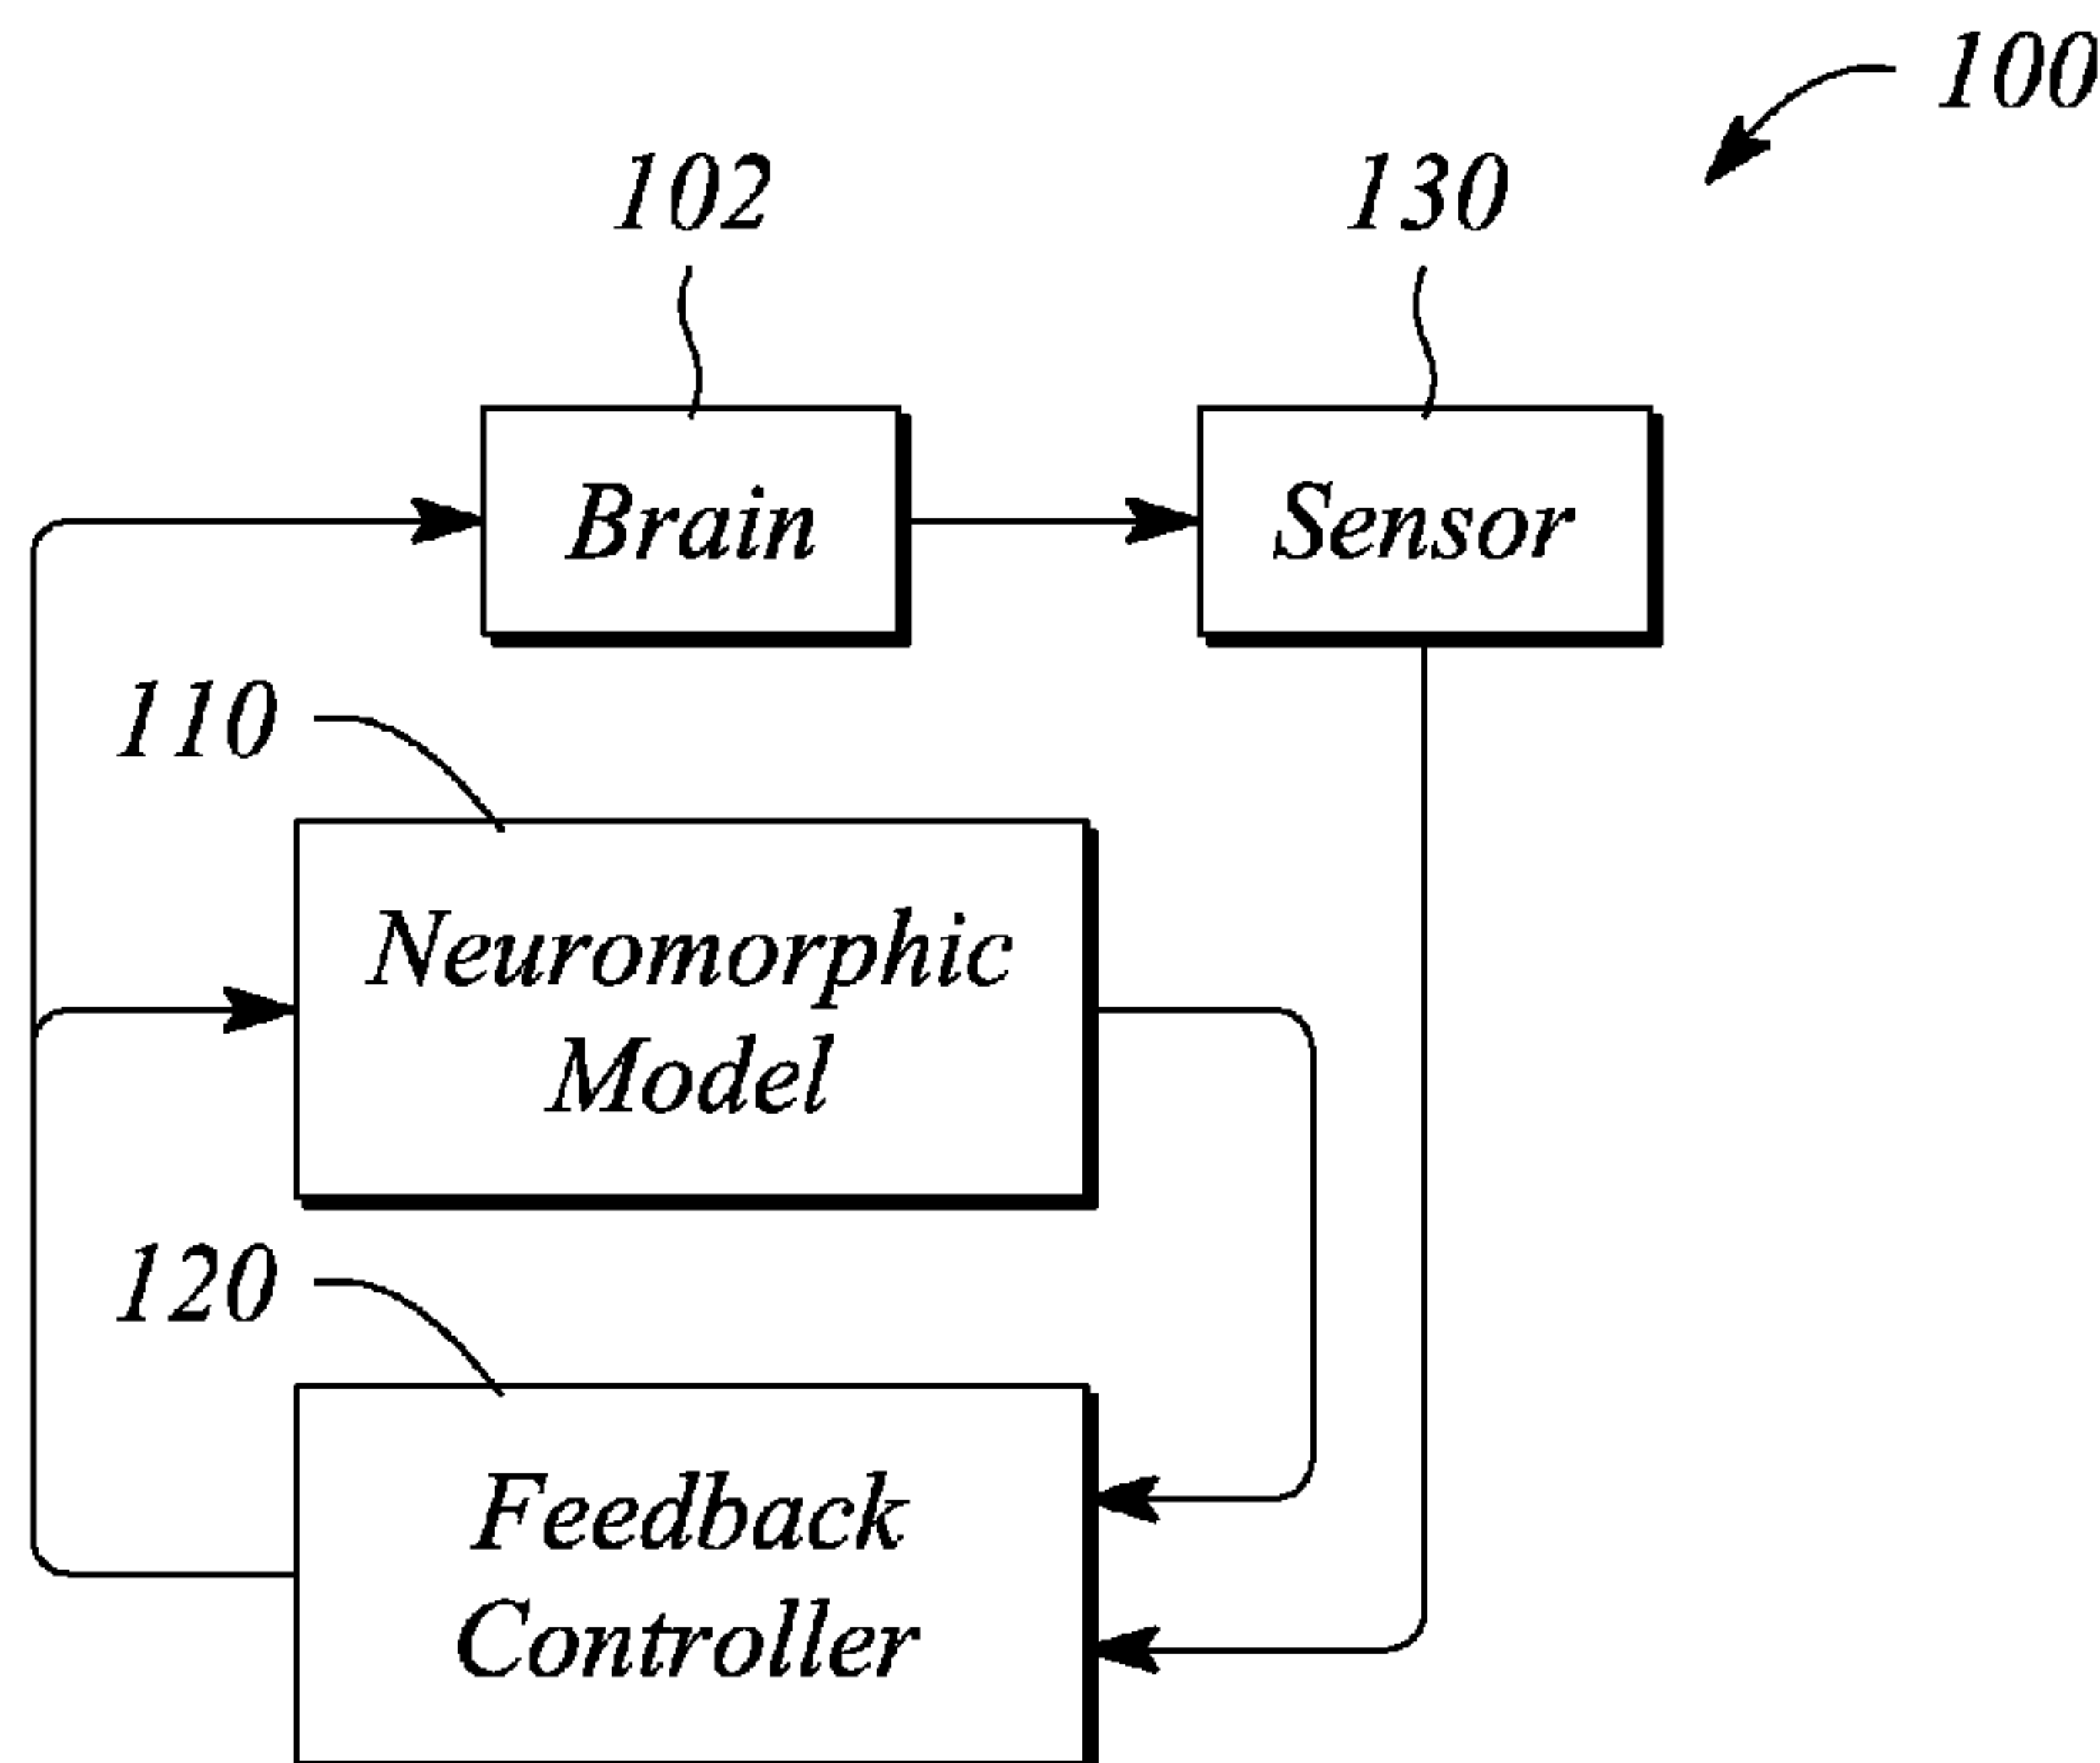 100
102
130
Brain
Sensor
110
Neuromorphic
Model
120
Feedback
Controller